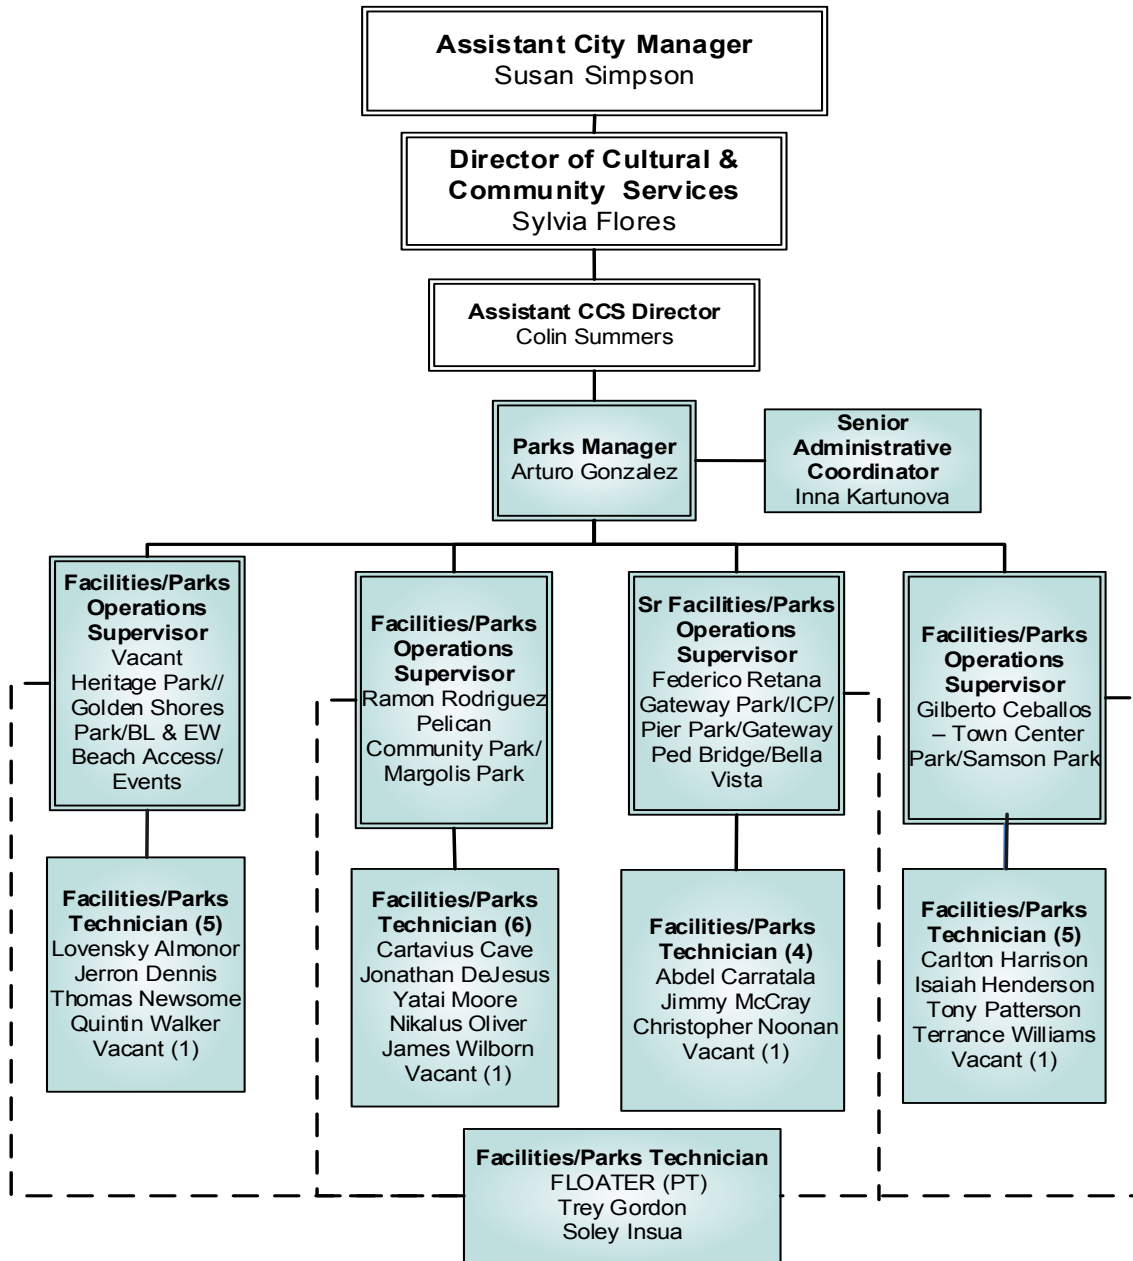 Assistant City Manager
Susan Simpson
Director of Cultural &
Community Services
Sylvia Flores
Assistant CCS Director
Colin Summers
Parks Manager
Arturo Gonzalez
Senior
Administrative
Coordinator
Inna Kartunova
Facilities/Parks
Operations
Supervisor
Vacant
Heritage Park//
Golden Shores
Park/BL & EW
Beach Access/
Events
Facilities/Parks
Operations
Supervisor
Ramon Rodriguez
Pelican
Community Park/
Margolis Park
Sr Facilities/Parks
Operations
Supervisor
Federico Retana
Gateway Park/ICP/
Pier Park/Gateway
Ped Bridge/Bella
Vista
Facilities/Parks
Operations
Supervisor
Gilberto Ceballos
– Town Center
Park/Samson Park
Facilities/Parks
Technician (5)
Lovensky Almonor
Jerron Dennis
Thomas Newsome
Quintin Walker
Vacant (1)
Facilities/Parks
Technician (6)
Cartavius Cave
Jonathan DeJesus
Yatai Moore
Nikalus Oliver
James Wilborn
Vacant (1)
Facilities/Parks
Technician (4)
Abdel Carratala
Jimmy McCray
Christopher Noonan
Vacant (1)
Facilities/Parks
Technician (5)
Carlton Harrison
Isaiah Henderson
Tony Patterson
Terrance Williams
Vacant (1)
Facilities/Parks Technician
FLOATER (PT)
Trey Gordon
Soley Insua